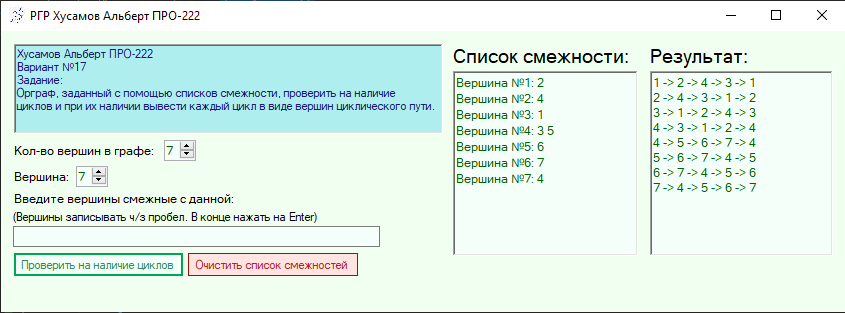 РГР Хусамов Альберт ПРО-222
Хусамов Альберт ПРО-222
Вариант №17
Задание:
Орграф, заданный с помощью списков смежности, проверить на наличие
циклов и при их наличии вывести каждый цикл в виде вершин циклического пути.
Кол-во вершин в графе: 7
Вершина: 7
Введите вершины смежные с данной:
(Вершины записывать ч/з пробел. В конце нажать на Enter)
Проверить на наличие циклов
Очистить список смежностей
Список смежности:
Вершина №1: 2
Вершина №2: 4
Вершина №3: 1
Вершина №4: 3 5
Вершина №5: 6
Вершина №6: 7
Вершина №7: 4
Результат:
1 -> 2 -> 4 -> 3 -> 1
2 -> 4 -> 3 -> 1 -> 2
3 -> 1 -> 2 -> 4 -> 3
4 -> 3 -> 1 -> 2 -> 4
4 -> 5 -> 6 -> 7 -> 4
5 -> 6 -> 7 -> 4 -> 5
6 -> 7 -> 4 -> 5 -> 6
7 -> 4 -> 5 -> 6 -> 7